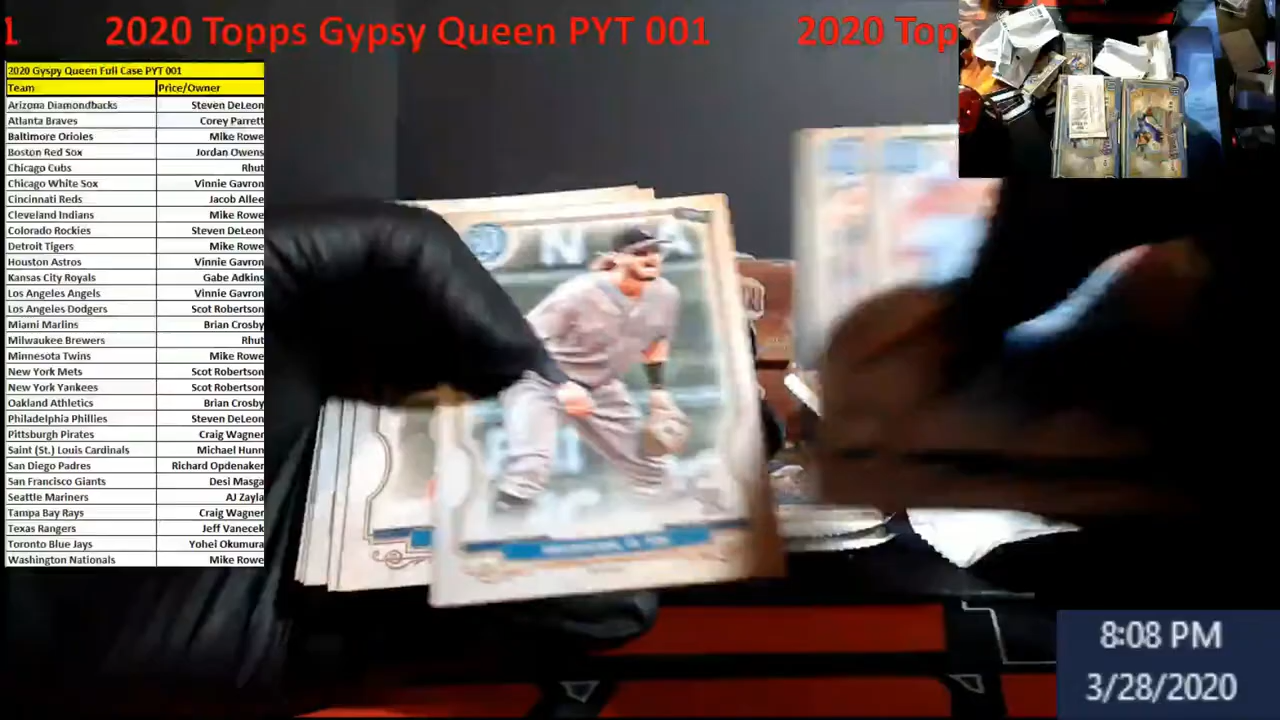 1 2020 Topps Gypsy Queen PYT 001 2020 Top
2020 Gyspy Queen Full Case PYT 001
Team Price/Owner
Arizona Diamondbacks Steven DeLeon
Atlanta Braves Corey Parrett
Baltimore Orioles Mike Rowe
Boston Red Sox Jordan Owens
Chicago Cubs Rhut
Chicago White Sox Vinnie Gavron
Cincinnati Reds Jacob Allee
Cleveland Indians Mike Rowe
Colorado Rockies Steven DeLeon
Detroit Tigers Mike Rowe
Houston Astros Vinnie Gavron
Kansas City Royals Gabe Adkins
Los Angeles Angels Vinnie Gavron
Los Angeles Dodgers Scot Robertson
Miami Marlins Brian Crosby
Milwaukee Brewers Rhut
Minnesota Twins Mike Rowe
New York Mets Scot Robertson
New York Yankees Scot Robertson
Oakland Athletics Brian Crosby
Philadelphia Phillies Steven DeLeon
Pittsburgh Pirates Craig Wagner
Saint (St.) Louis Cardinals Michael Hunn
San Diego Padres Richard Opdenaker
San Francisco Giants Desi Masga
Seattle Mariners AJ Zayla
Tampa Bay Rays Craig Wagner
Texas Rangers Jeff Vanecek
Toronto Blue Jays Yohei Okumura
Washington Nationals Mike Rowe
8:08 PM
3/28/2020